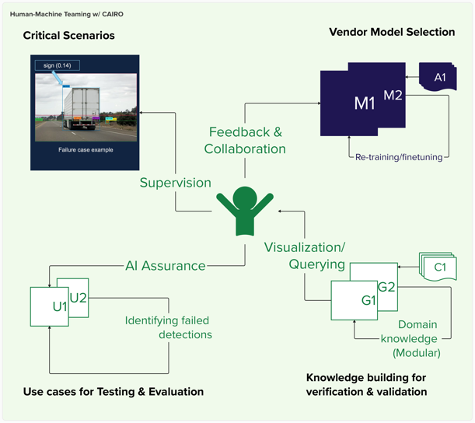 Human-Machine Teaming w/ CAIRO
Critical Scenarios
Vendor Model Selection
sign (0.14)
Failure case example
M1
M2
A1
Re-training/finetuning
Feedback &
Collaboration
Supervision
AI Assurance
Visualization/
Querying
U1
U2
Identifying failed
detections
G1
G2
C1
Domain
knowledge
(Modular)
Use cases for Testing & Evaluation
Knowledge building for
verification & validation